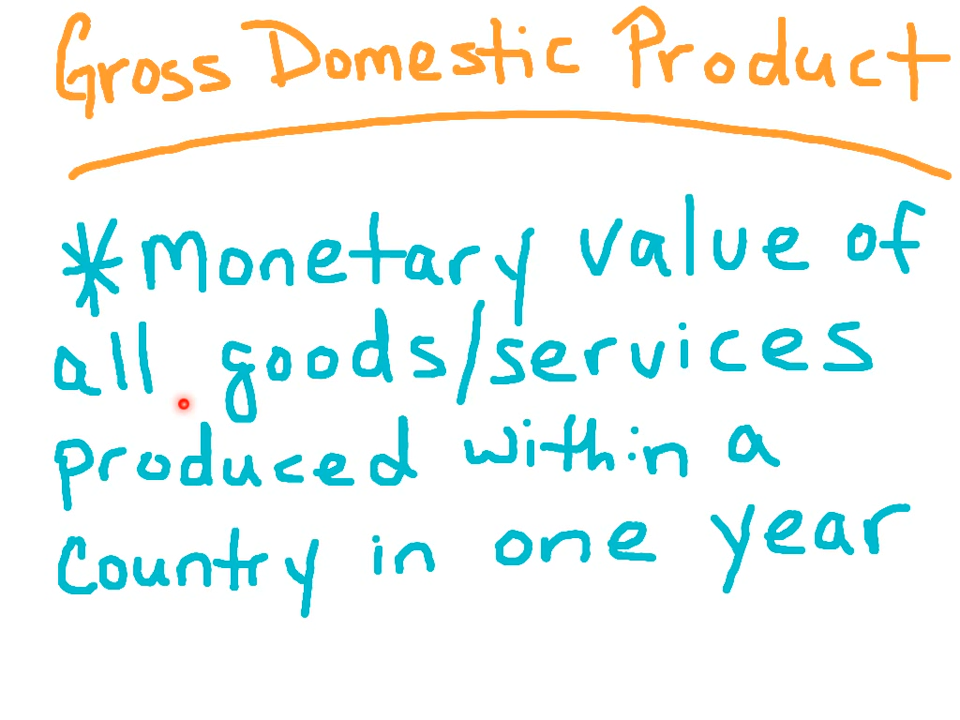 Gross Domestic Product
*Monetary value of
all goods/services
produced within a
Country in one year